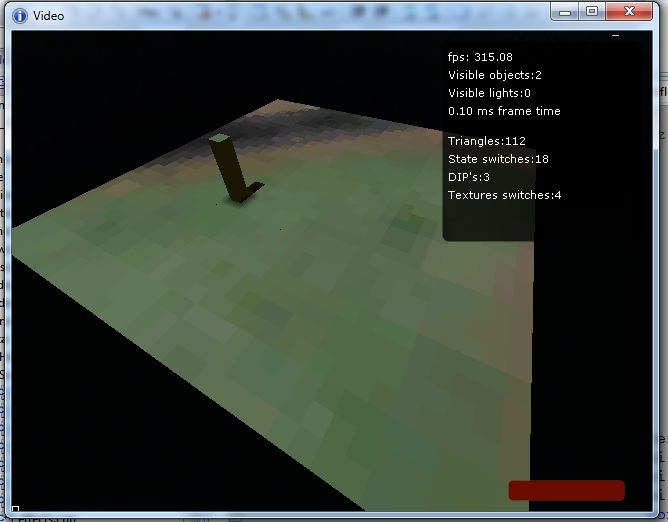 Video
fps: 315.08
Visible objects:2
Visible lights:0
0.10 ms frame time
Triangles:112
State switches:18
DIP's:3
Textures switches:4